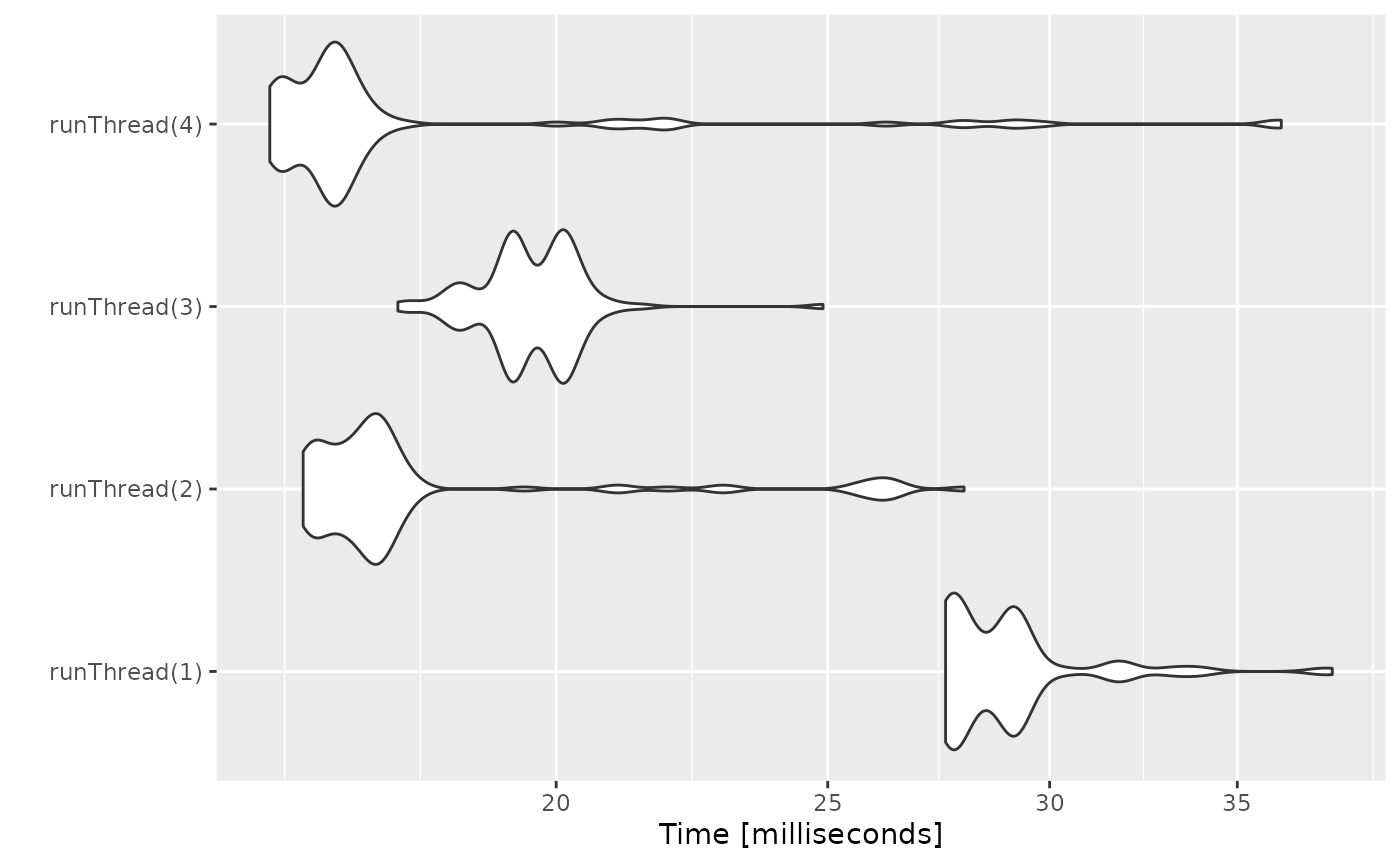 runThread(4)
runThread(3)
runThread(2)
runThread(1)
20 25 30 35
Time [milliseconds]